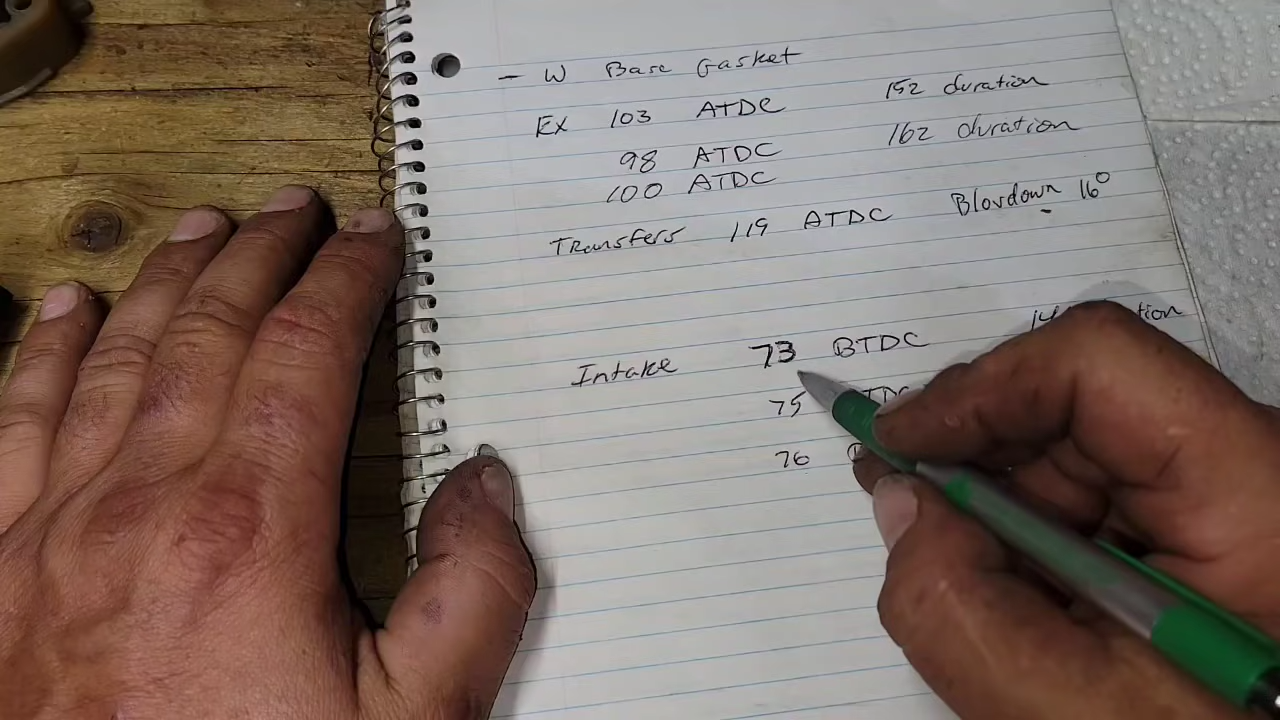 - W Base Gasket
Ex 103 ATDC 152 duration
98 ATDC 162 duration
100 ATDC
Transfers 119 ATDC Blowdown 16°
Intake 73 BTDC
75
76